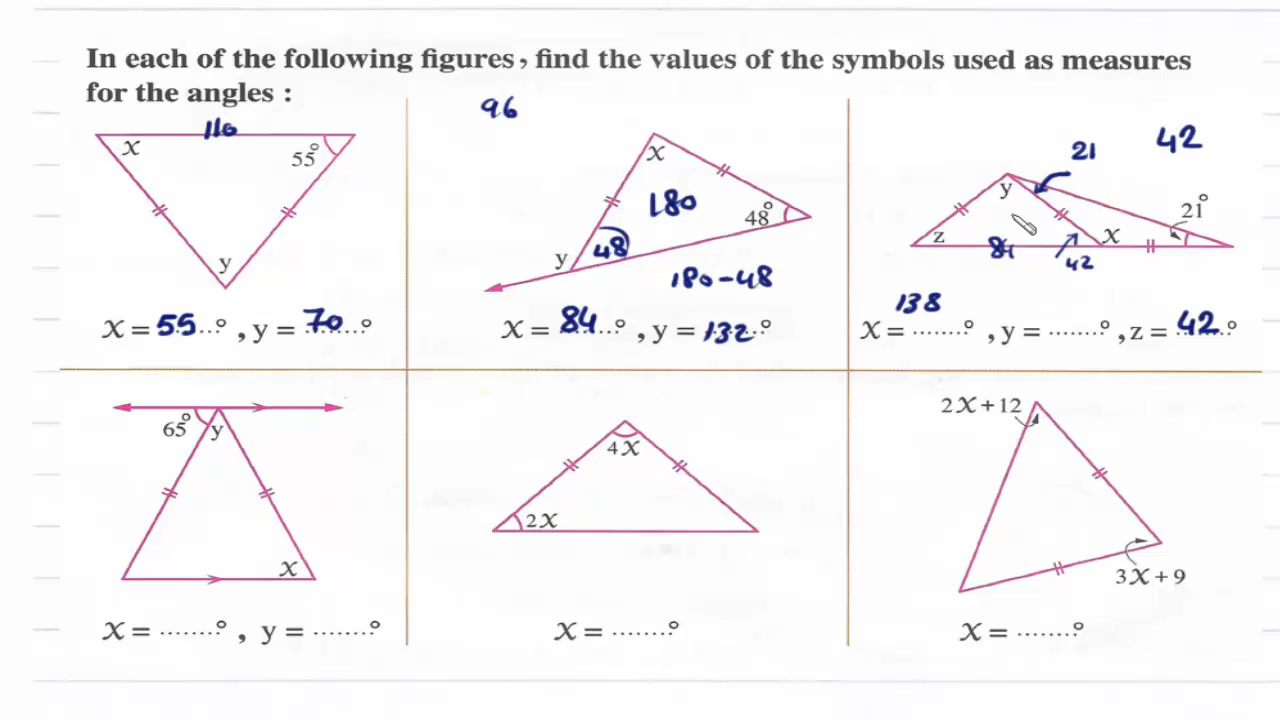 In each of the following figures, find the values of the symbols used as measures
for the angles :
110
x
55°
y
x = 55...° , y = 70...°
96
x
180
48°
y
48
180-48
x = 84...° , y = 132...°
21
42
y
21°
z
84
42
x
138
x = .......° , y = .......° , z = 42...°
65°
y
x
x = .......° , y = .......°
4x
2x
x = .......°
2x+12
3x+9
x = .......°